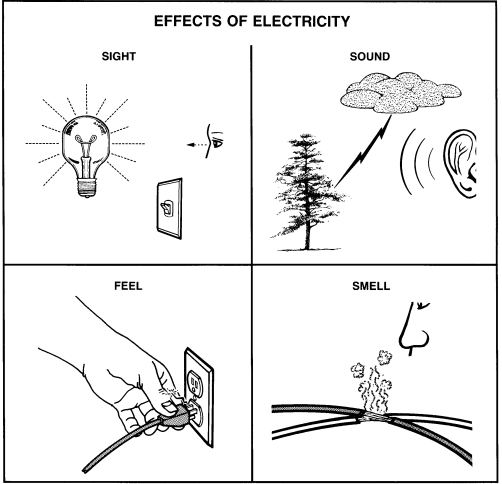 EFFECTS OF ELECTRICITY
SIGHT
SOUND
FEEL
SMELL